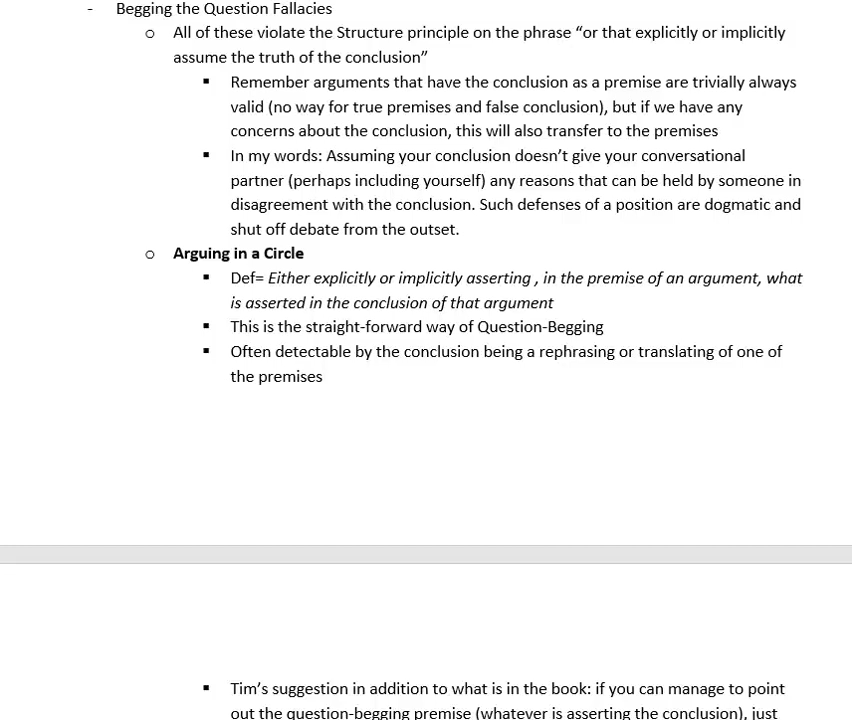 - Begging the Question Fallacies
o All of these violate the Structure principle on the phrase “or that explicitly or implicitly
assume the truth of the conclusion”
▪ Remember arguments that have the conclusion as a premise are trivially always
valid (no way for true premises and false conclusion), but if we have any
concerns about the conclusion, this will also transfer to the premises
▪ In my words: Assuming your conclusion doesn’t give your conversational
partner (perhaps including yourself) any reasons that can be held by someone in
disagreement with the conclusion. Such defenses of a position are dogmatic and
shut off debate from the outset.
o Arguing in a Circle
▪ Def= Either explicitly or implicitly asserting , in the premise of an argument, what
is asserted in the conclusion of that argument
▪ This is the straight-forward way of Question-Begging
▪ Often detectable by the conclusion being a rephrasing or translating of one of
the premises
▪ Tim’s suggestion in addition to what is in the book: if you can manage to point
out the question-begging premise (whatever is asserting the conclusion), just